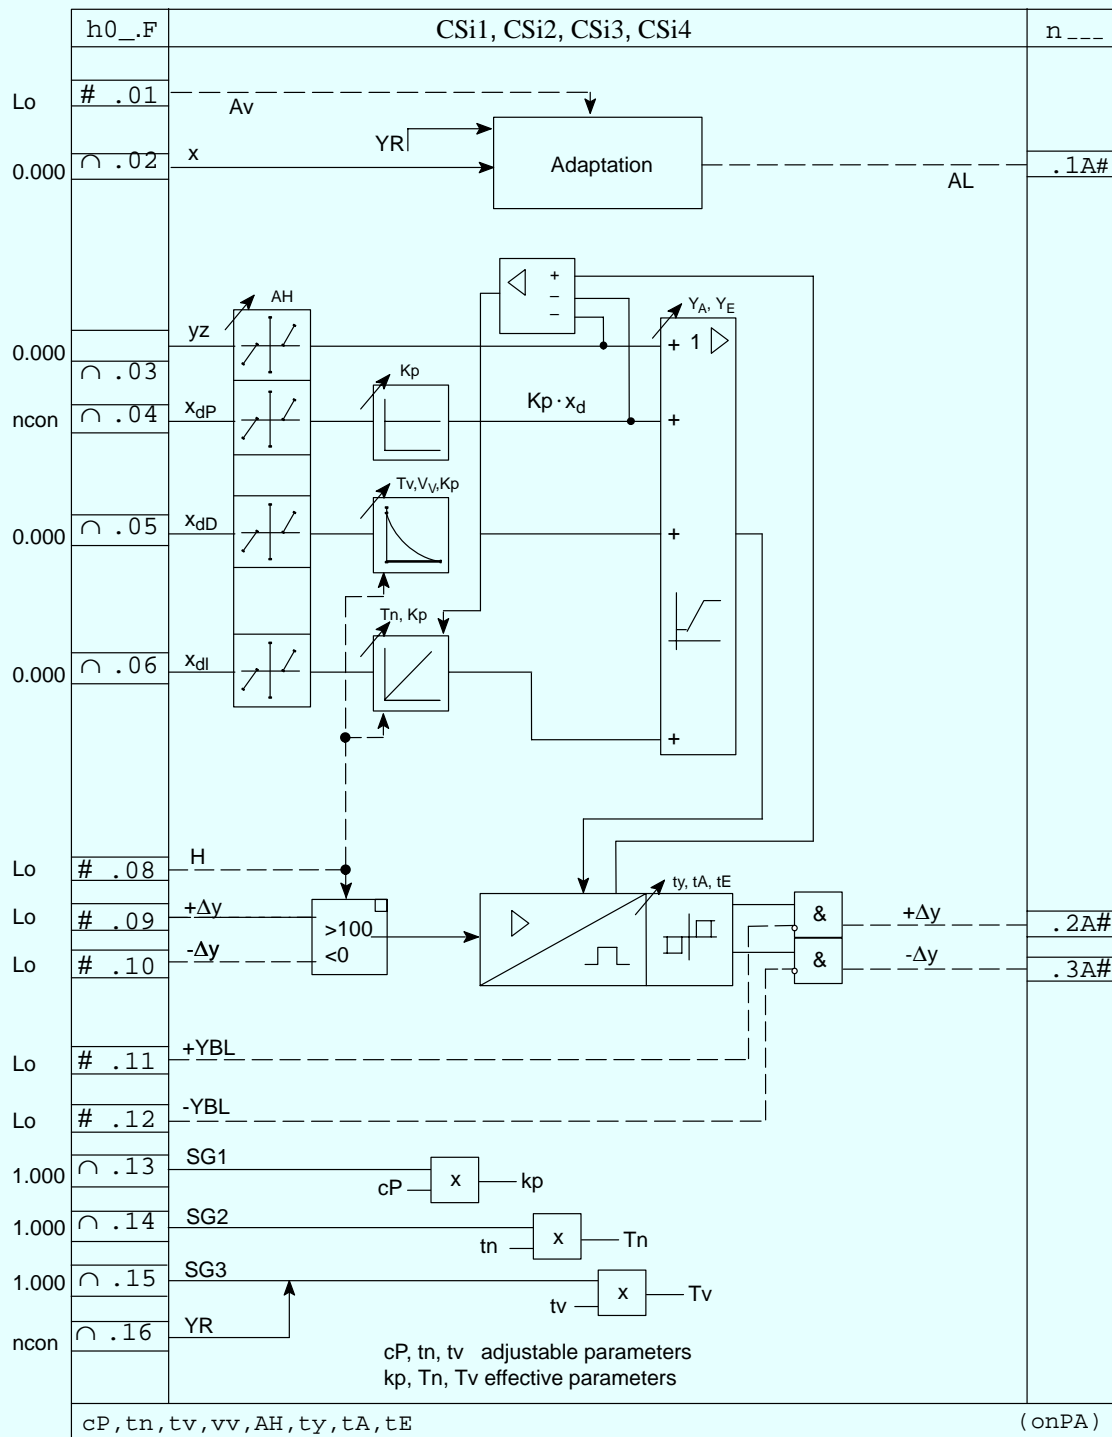 h0_.F CSi1, CSi2, CSi3, CSi4 n___
Lo # .01 Av
YR
0.000 ∩ .02 x Adaptation AL .1A#
+
−
−
AH
Y_A, Y_E
0.000 ∩ .03 yz + 1
Kp
ncon ∩ .04 x_dP Kp · x_d +
Tv,V_V,Kp
0.000 ∩ .05 x_dD +
Tn, Kp
0.000 ∩ .06 x_dI
+
Lo # .08 H
ty, tA, tE
Lo # .09 +Δy >100 & +Δy .2A#
Lo # .10 -Δy <0 & -Δy .3A#
Lo # .11 +YBL
Lo # .12 -YBL
1.000 ∩ .13 SG1
cP x kp
1.000 ∩ .14 SG2
tn x Tn
1.000 ∩ .15 SG3
tv x Tv
ncon ∩ .16 YR
cP, tn, tv adjustable parameters
kp, Tn, Tv effective parameters
cP,tn,tv,vv,AH,ty,tA,tE (onPA)